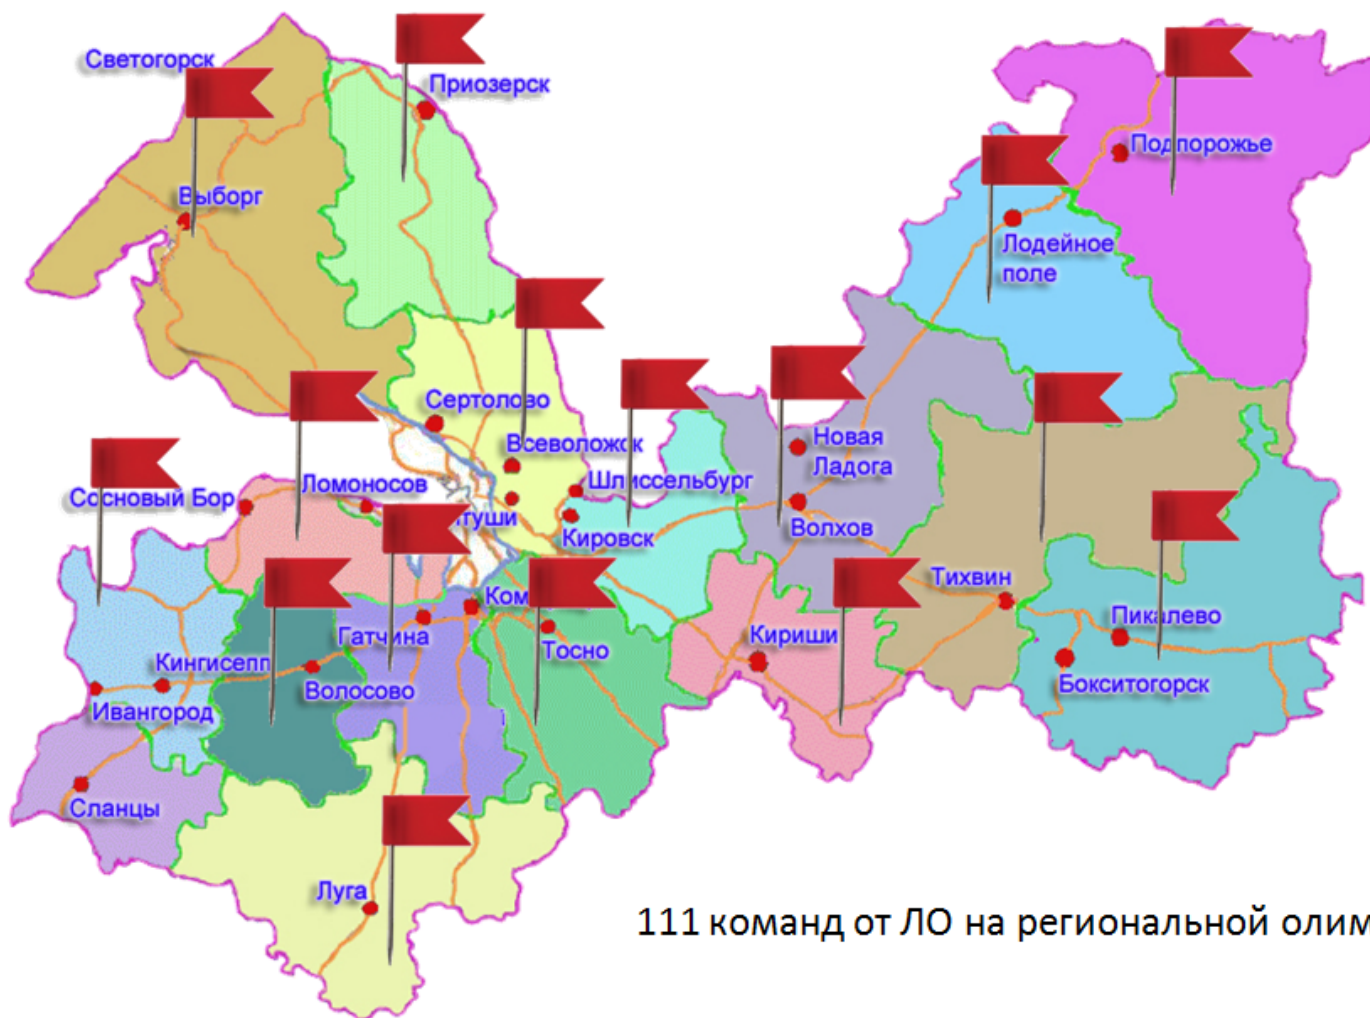 Светогорск
Приозерск
Выборг
Подпорожье
Лодейное
поле
Сертолово
Всеволожск
Новая
Ладога
Шлиссельбург
Сосновый Бор
Ломоносов
Кировск
Волхов
Тихвин
Пикалево
Гатчина
Тосно
Кириши
Кингисепп
Волосово
Бокситогорск
Ивангород
Сланцы
Луга
111 команд от ЛО на региональной олим